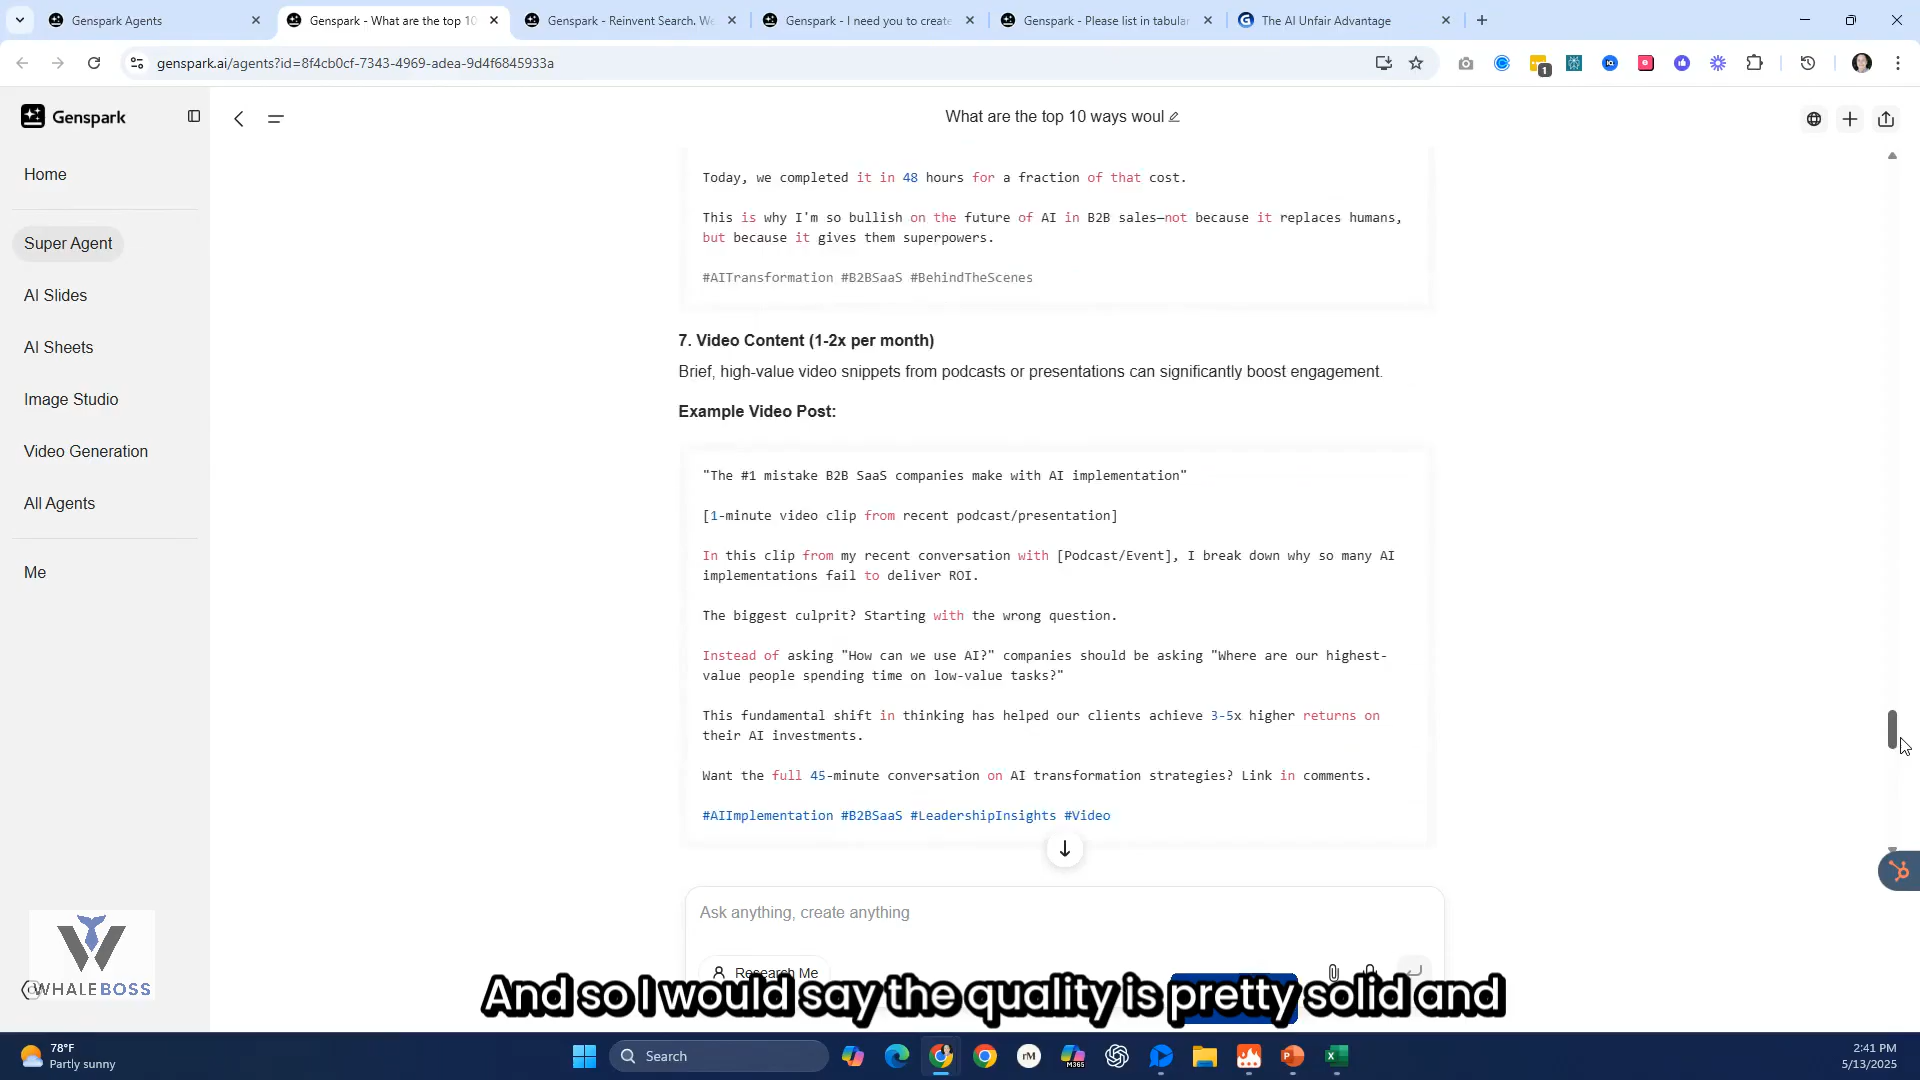 Genspark Agents
Genspark - What are the top 10
Genspark - Reinvent Search. We
Genspark - I need you to create
Genspark - Please list in tabular
The AI Unfair Advantage
genspark.ai/agents?id=8f4cb0cf-7343-4969-adea-9d4f6845933a
1
Genspark
What are the top 10 ways woul
Home
Super Agent
AI Slides
AI Sheets
Image Studio
Video Generation
All Agents
Me
Today, we completed it in 48 hours for a fraction of that cost.
This is why I'm so bullish on the future of AI in B2B sales—not because it replaces humans,
but because it gives them superpowers.
#AITransformation #B2BSaaS #BehindTheScenes
7. Video Content (1-2x per month)
Brief, high-value video snippets from podcasts or presentations can significantly boost engagement.
Example Video Post:
"The #1 mistake B2B SaaS companies make with AI implementation"
[1-minute video clip from recent podcast/presentation]
In this clip from my recent conversation with [Podcast/Event], I break down why so many AI
implementations fail to deliver ROI.
The biggest culprit? Starting with the wrong question.
Instead of asking "How can we use AI?" companies should be asking "Where are our highest-
value people spending time on low-value tasks?"
This fundamental shift in thinking has helped our clients achieve 3-5x higher returns on
their AI investments.
Want the full 45-minute conversation on AI transformation strategies? Link in comments.
#AIImplementation #B2BSaaS #LeadershipInsights #Video
Ask anything, create anything
Research Me
WHALEBOSS
And so I would say the quality is pretty solid and
78°F
Partly sunny
Search
rM
M365
2:41 PM
5/13/2025